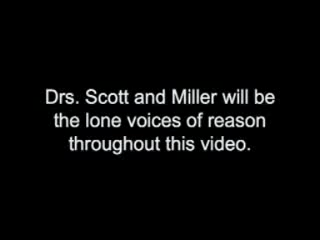 Drs. Scott and Miller will be
the lone voices of reason
throughout this video.